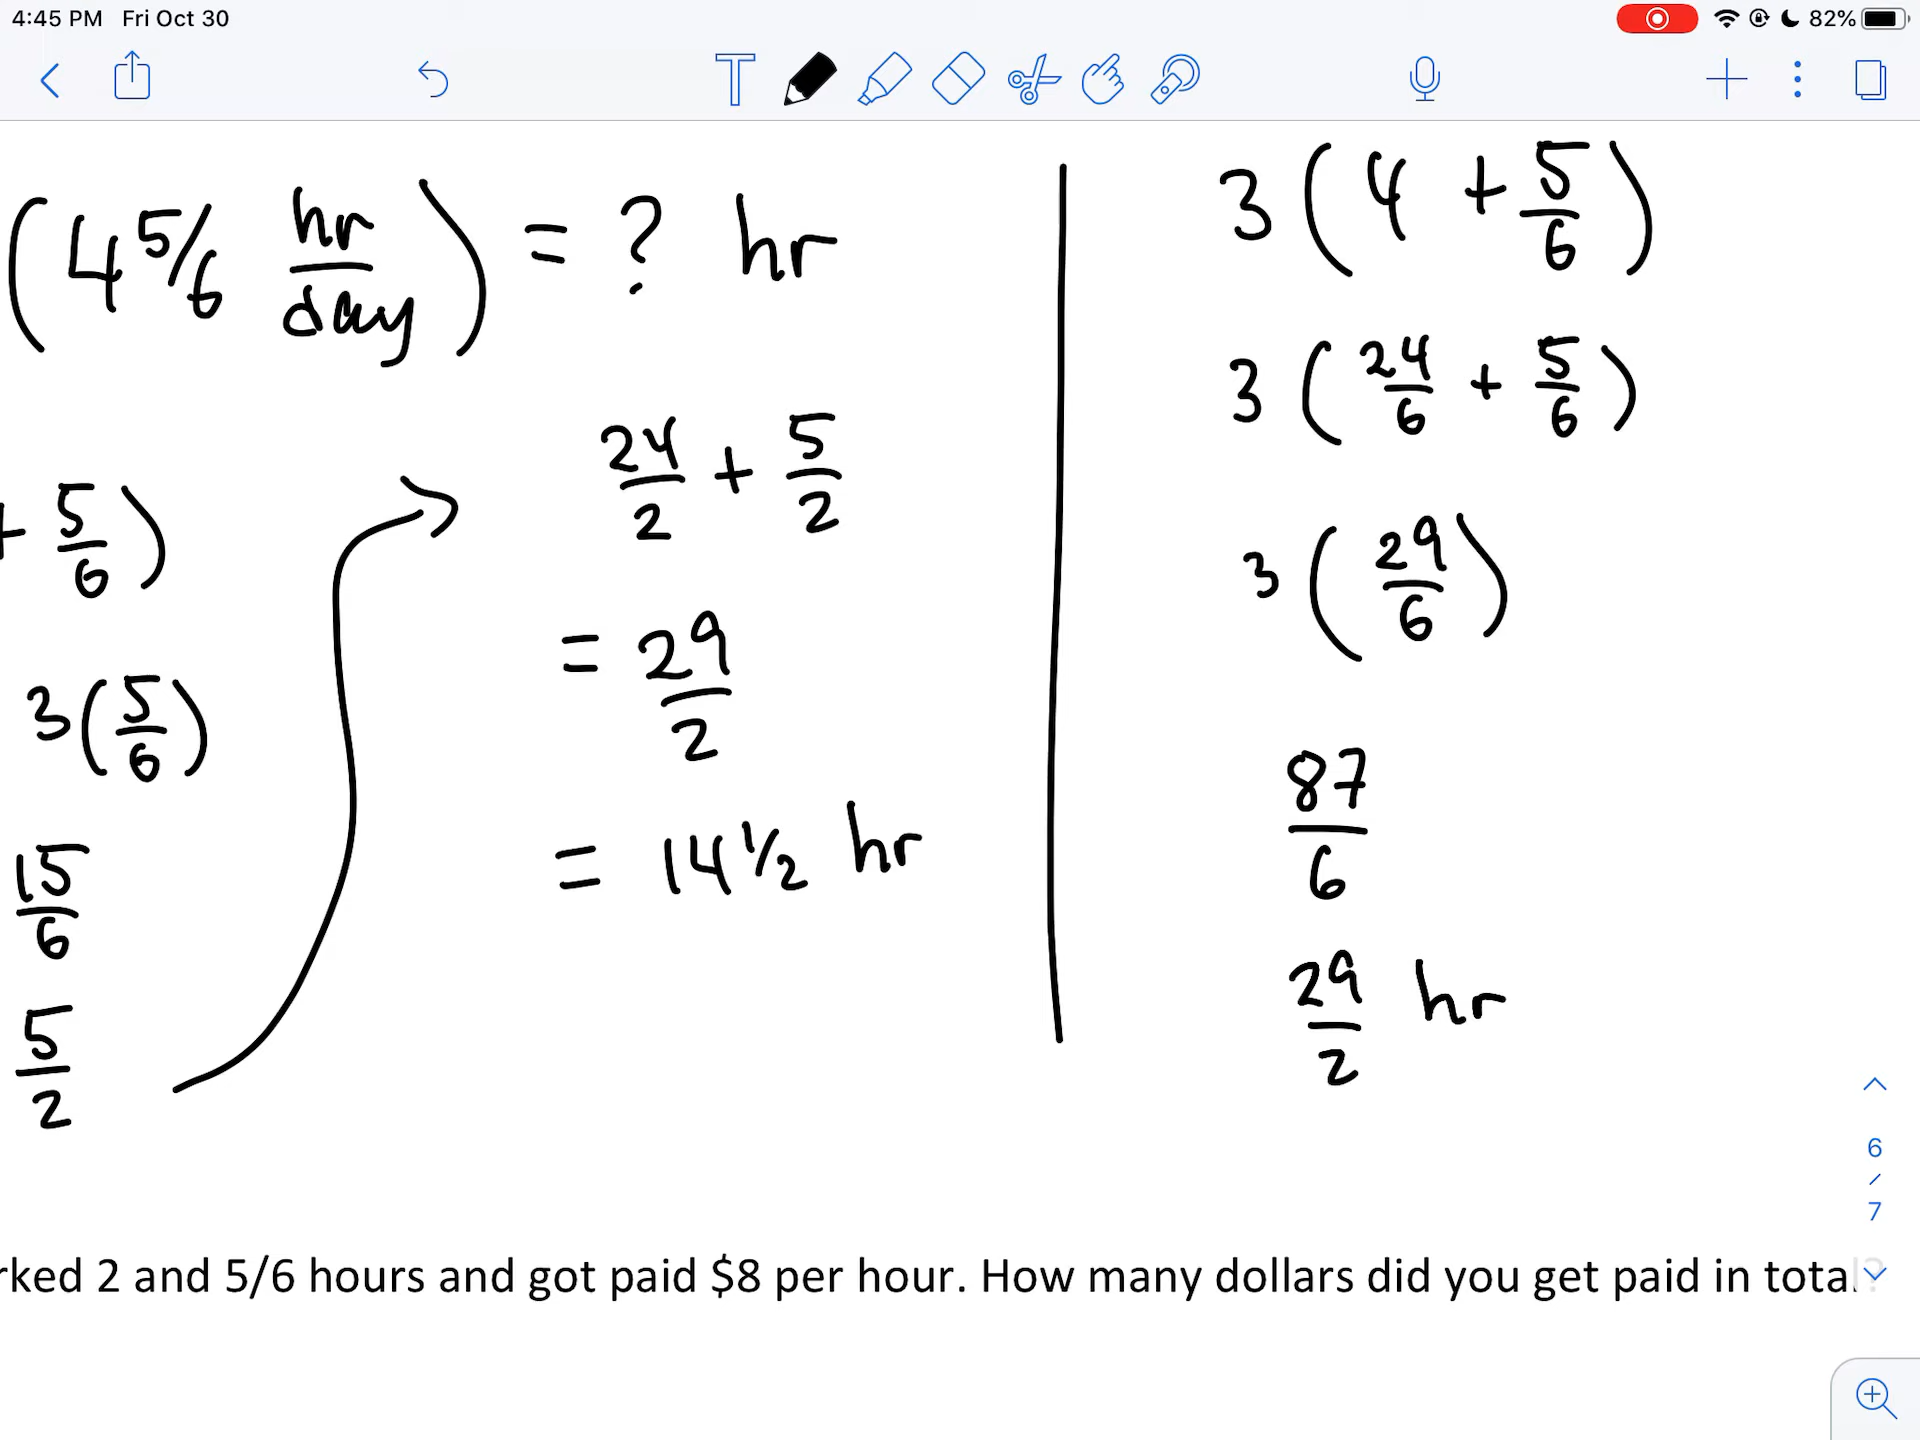 4:45 PM Fri Oct 30 82%
T
(4 5/6 hr/day) = ? hr
+ 5/6)
3(5/6)
15/6
5/2
24/2 + 5/2
= 29/2
= 14 1/2 hr
3(4 + 5/6)
3(24/6 + 5/6)
3(29/6)
87/6
29/2 hr
6
/
7
rked 2 and 5/6 hours and got paid $8 per hour. How many dollars did you get paid in total?